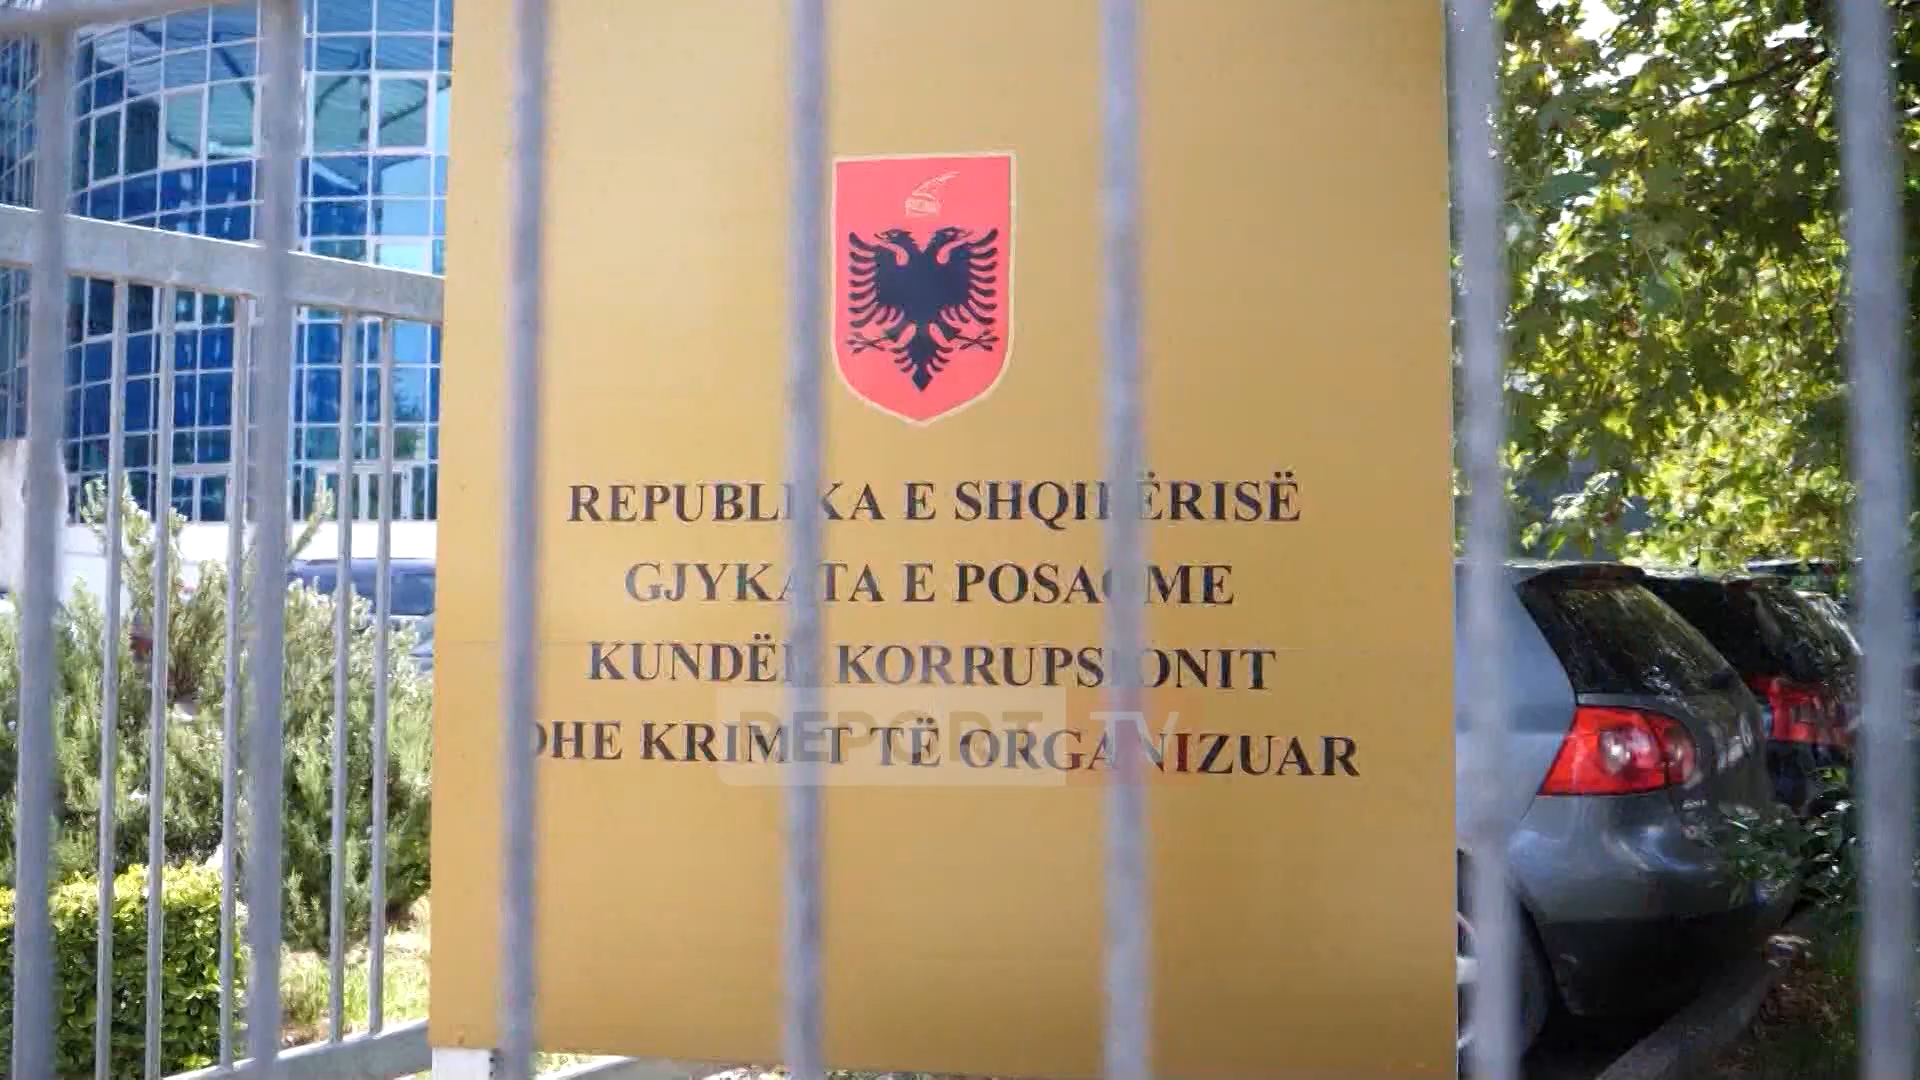 REPUBLIKA E SHQIPËRISË
GJYKATA E POSAÇME
KUNDËR KORRUPSIONIT
DHE KRIMIT TË ORGANIZUAR
REPORT TV